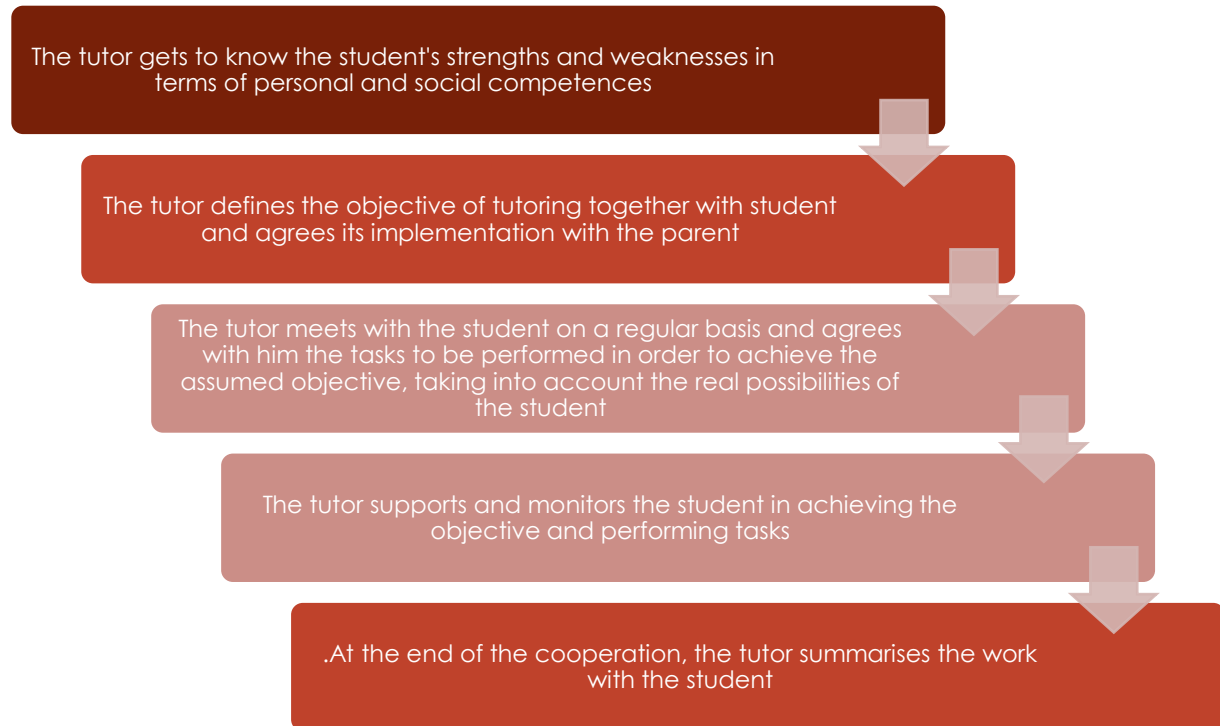 The tutor gets to know the student's strengths and weaknesses in
terms of personal and social competences
The tutor defines the objective of tutoring together with student
and agrees its implementation with the parent
The tutor meets with the student on a regular basis and agrees
with him the tasks to be performed in order to achieve the
assumed objective, taking into account the real possibilities of
the student
The tutor supports and monitors the student in achieving the
objective and performing tasks
.At the end of the cooperation, the tutor summarises the work
with the student